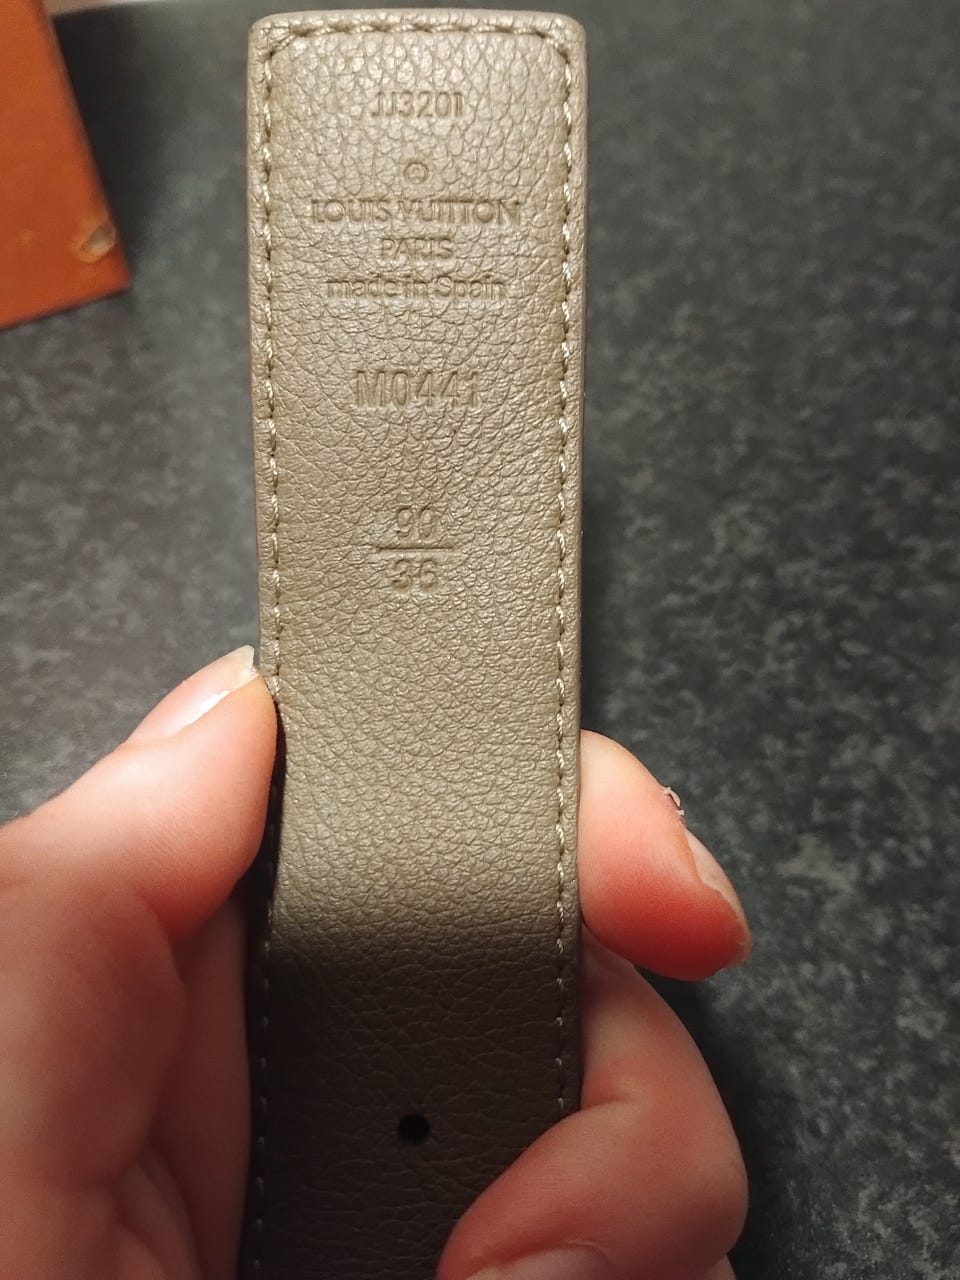 JJ3201
LOUIS VUITTON
PARIS
made in Spain
M0441
90
36